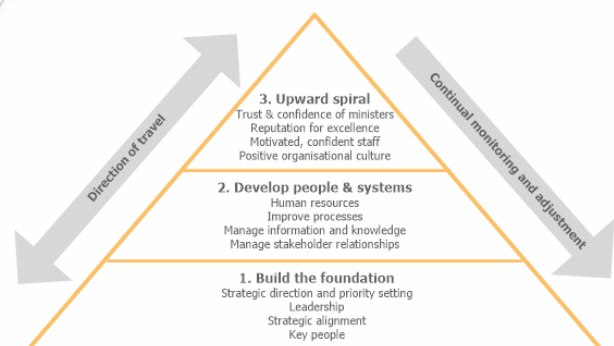 3. Upward spiral
Trust & confidence of ministers
Reputation for excellence
Motivated, confident staff
Positive organisational culture
2. Develop people & systems
Human resources
Improve processes
Manage information and knowledge
Manage stakeholder relationships
1. Build the foundation
Strategic direction and priority setting
Leadership
Strategic alignment
Key people
Direction of travel
Continual monitoring and adjustment